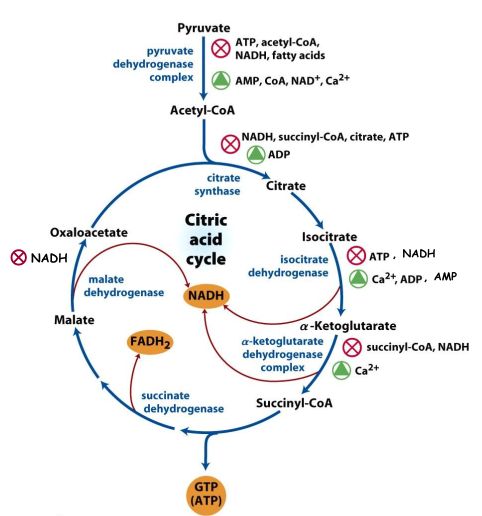 Pyruvate
pyruvate
dehydrogenase
complex
ATP, acetyl-CoA,
NADH, fatty acids
AMP, CoA, NAD⁺, Ca²⁺
Acetyl-CoA
NADH, succinyl-CoA, citrate, ATP
ADP
citrate
synthase
Citrate
Citric
acid
cycle
Oxaloacetate
NADH
malate
dehydrogenase
Malate
Isocitrate
isocitrate
dehydrogenase
ATP, NADH
Ca²⁺, ADP, AMP
NADH
FADH₂
α-Ketoglutarate
α-ketoglutarate
dehydrogenase
complex
succinyl-CoA, NADH
Ca²⁺
succinate
dehydrogenase
Succinyl-CoA
GTP
(ATP)